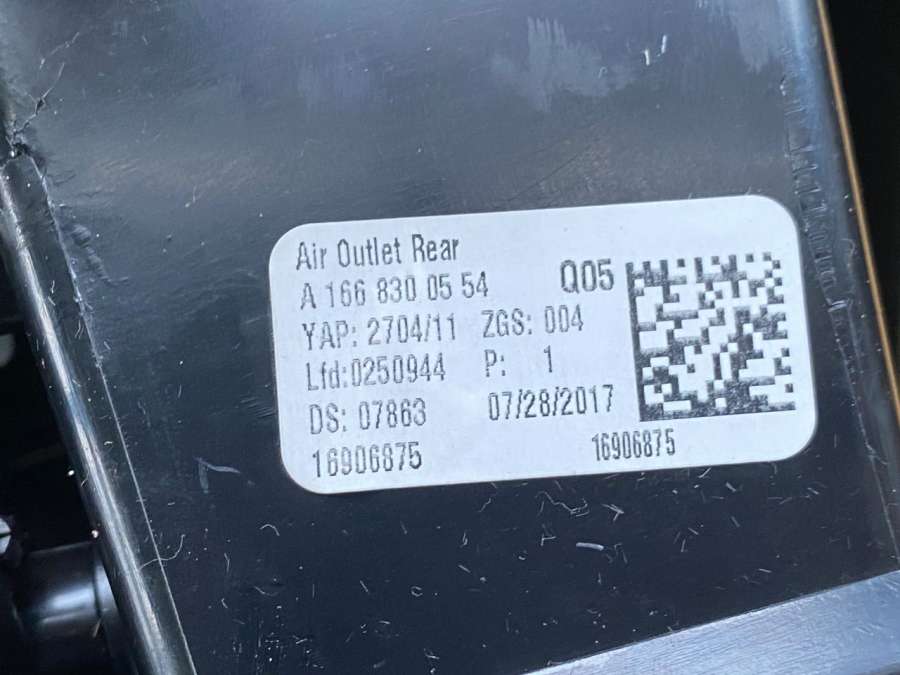 Air Outlet Rear
A 166 830 05 54 Q05
YAP: 2704/11 ZGS: 004
Lfd:0250944 P: 1
DS: 07863 07/28/2017
16906875 16906875